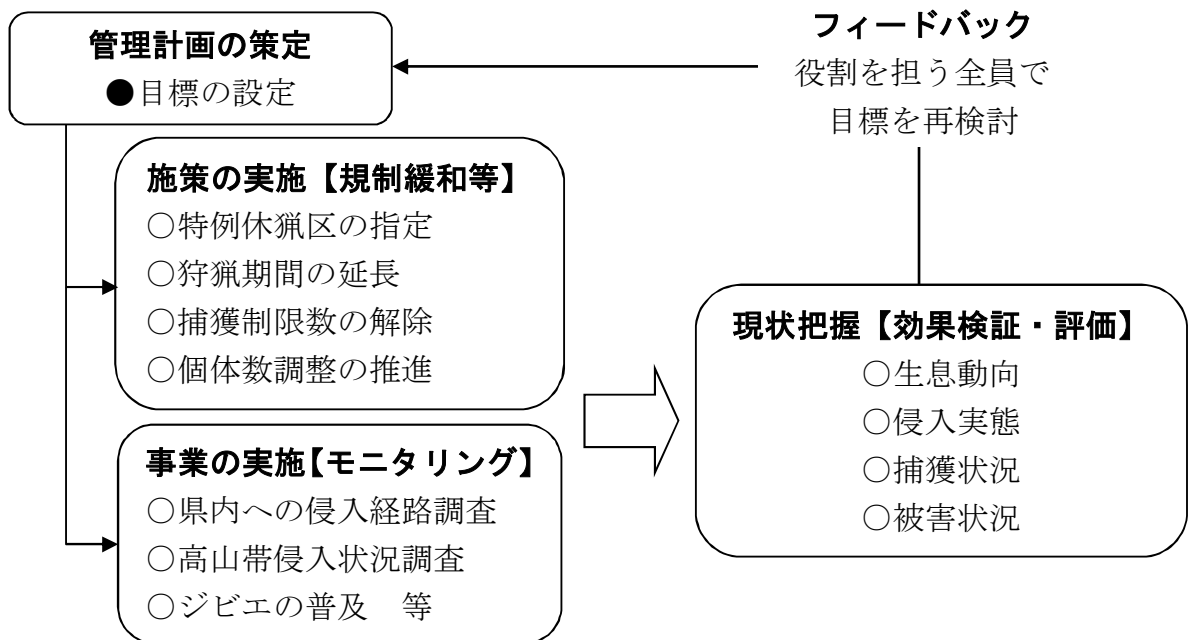 管理計画の策定
●目標の設定
フィードバック
役割を担う全員で
目標を再検討
施策の実施【規制緩和等】
○特例休猟区の指定
○狩猟期間の延長
○捕獲制限数の解除
○個体数調整の推進
事業の実施【モニタリング】
○県内への侵入経路調査
○高山帯侵入状況調査
○ジビエの普及　等
現状把握【効果検証・評価】
○生息動向
○侵入実態
○捕獲状況
○被害状況